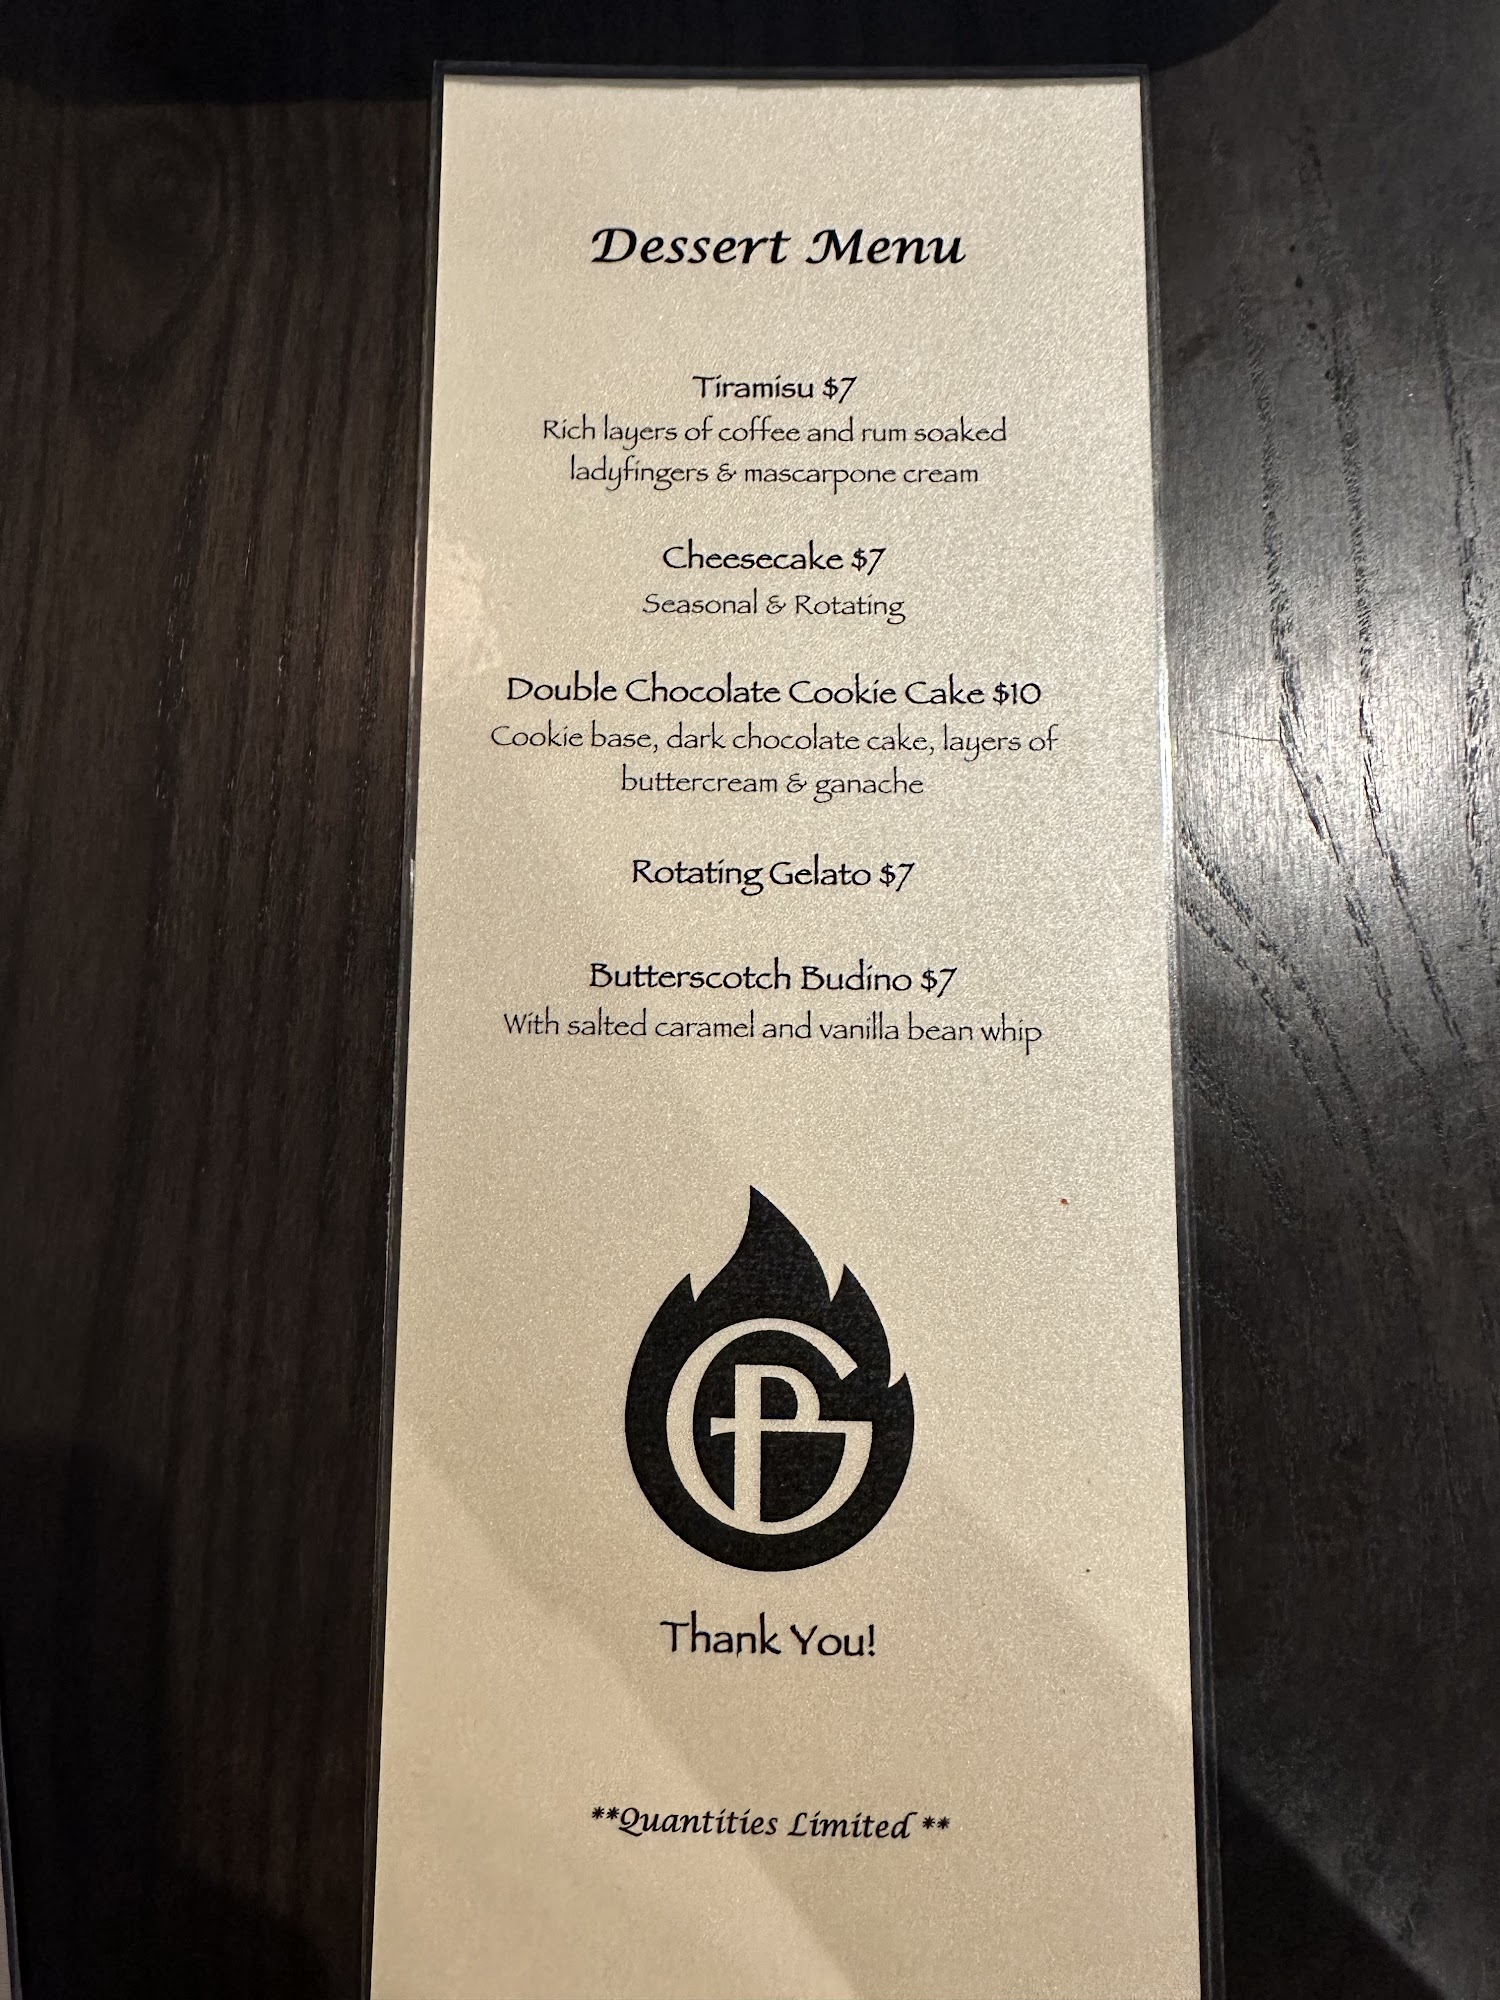 Dessert Menu
Tiramisu $7
Rich layers of coffee and rum soaked
ladyfingers & mascarpone cream
Cheesecake $7
Seasonal & Rotating
Double Chocolate Cookie Cake $10
Cookie base, dark chocolate cake, layers of
buttercream & ganache
Rotating Gelato $7
Butterscotch Budino $7
With salted caramel and vanilla bean whip
GP
Thank You!
**Quantities Limited **